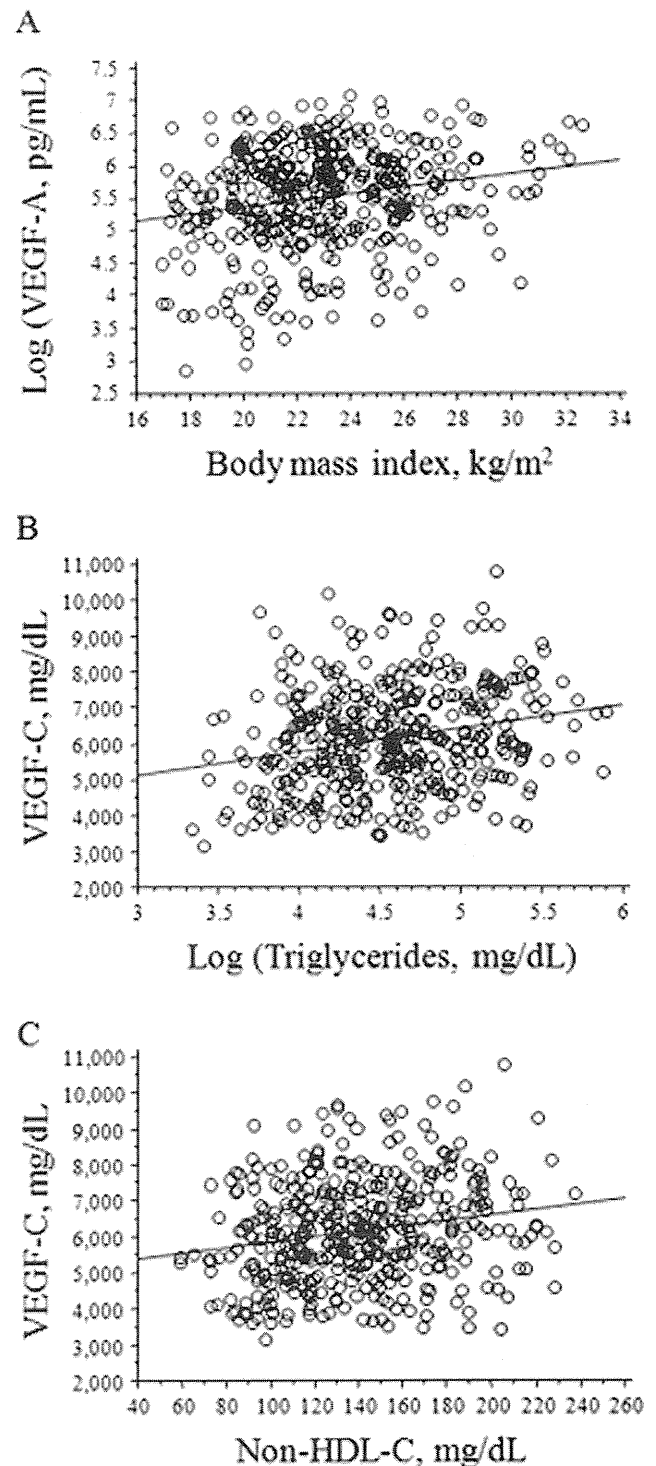 A
Log (VEGF-A, pg/mL)
7.5
7
6.5
6
5.5
5
4.5
4
3.5
3
2.5
16 18 20 22 24 26 28 30 32 34
Body mass index, kg/m²
B
VEGF-C, mg/dL
11,000
10,000
9,000
8,000
7,000
6,000
5,000
4,000
3,000
2,000
3 3.5 4 4.5 5 5.5 6
Log (Triglycerides, mg/dL)
C
VEGF-C, mg/dL
11,000
10,000
9,000
8,000
7,000
6,000
5,000
4,000
3,000
2,000
40 60 80 100 120 140 160 180 200 220 240 260
Non-HDL-C, mg/dL